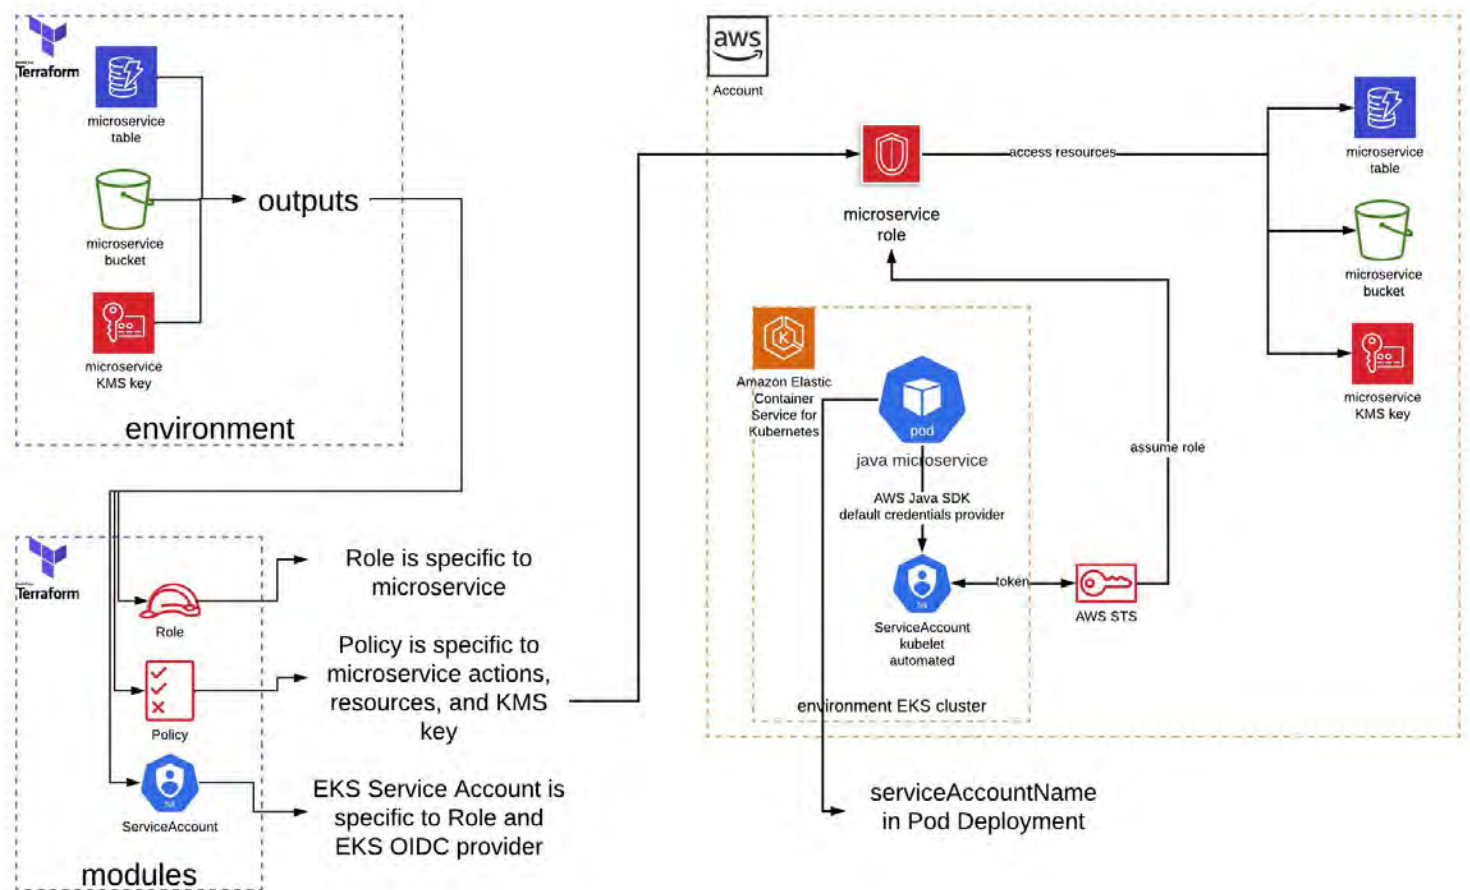 Terraform
microservice
table
microservice
bucket
microservice
KMS key
outputs
environment
Terraform
Role
Policy
ServiceAccount
modules
Role is specific to
microservice
Policy is specific to
microservice actions,
resources, and KMS
key
EKS Service Account is
specific to Role and
EKS OIDC provider
aws
Account
microservice
role
access resources
microservice
table
microservice
bucket
microservice
KMS key
Amazon Elastic
Container
Service for
Kubernetes
K
pod
java microservice
AWS Java SDK
default credentials provider
token
ServiceAccount
kubelet
automated
AWS STS
assume role
environment EKS cluster
serviceAccountName
in Pod Deployment